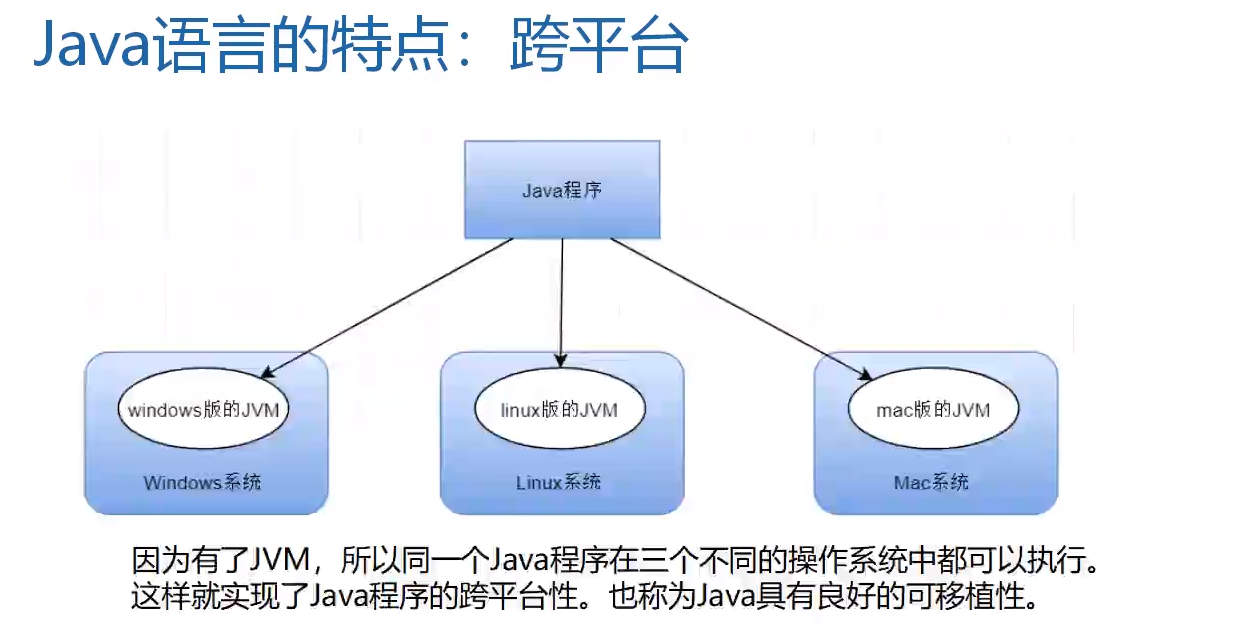 Java语言的特点：跨平台
Java程序
windows版的JVM
linux版的JVM
mac版的JVM
Windows系统
Linux系统
Mac系统
因为有了JVM，所以同一个Java程序在三个不同的操作系统中都可以执行。
这样就实现了Java程序的跨平台性。也称为Java具有良好的可移植性。